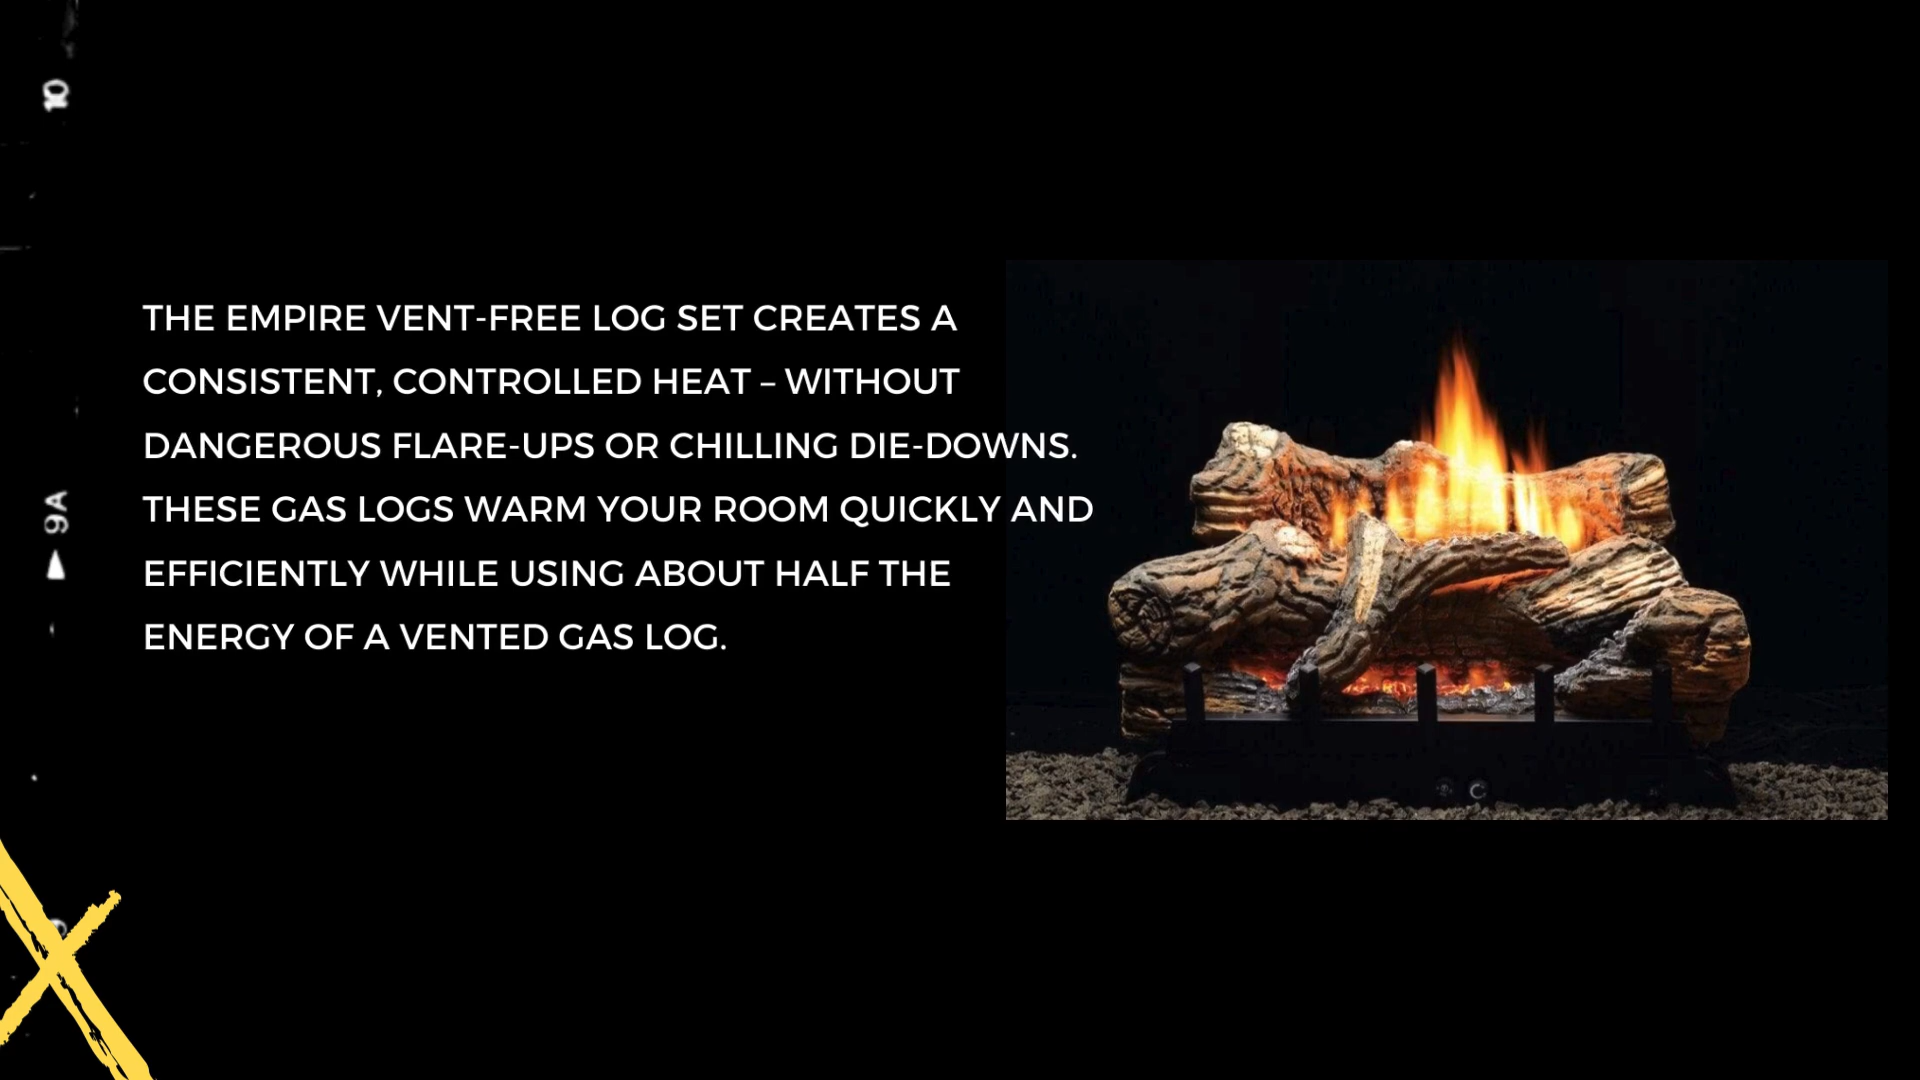 10
THE EMPIRE VENT-FREE LOG SET CREATES A
CONSISTENT, CONTROLLED HEAT – WITHOUT
DANGEROUS FLARE-UPS OR CHILLING DIE-DOWNS.
THESE GAS LOGS WARM YOUR ROOM QUICKLY AND
EFFICIENTLY WHILE USING ABOUT HALF THE
ENERGY OF A VENTED GAS LOG.
9A